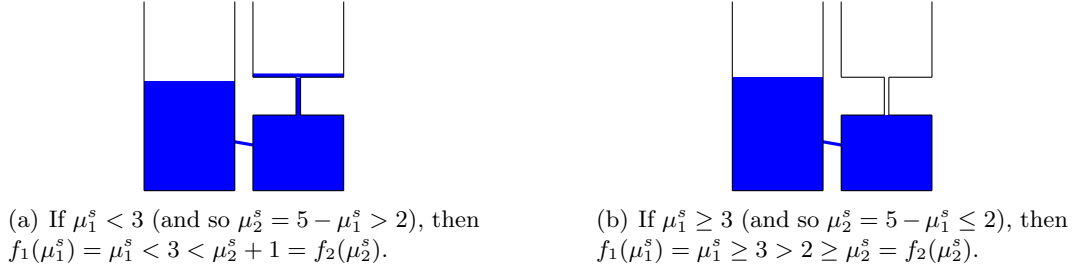 (a) If μ₁ˢ < 3 (and so μ₂ˢ = 5 − μ₁ˢ > 2), then
f₁(μ₁ˢ) = μ₁ˢ < 3 < μ₂ˢ + 1 = f₂(μ₂ˢ).
(b) If μ₁ˢ ≥ 3 (and so μ₂ˢ = 5 − μ₁ˢ ≤ 2), then
f₁(μ₁ˢ) = μ₁ˢ ≥ 3 > 2 ≥ μ₂ˢ = f₂(μ₂ˢ).